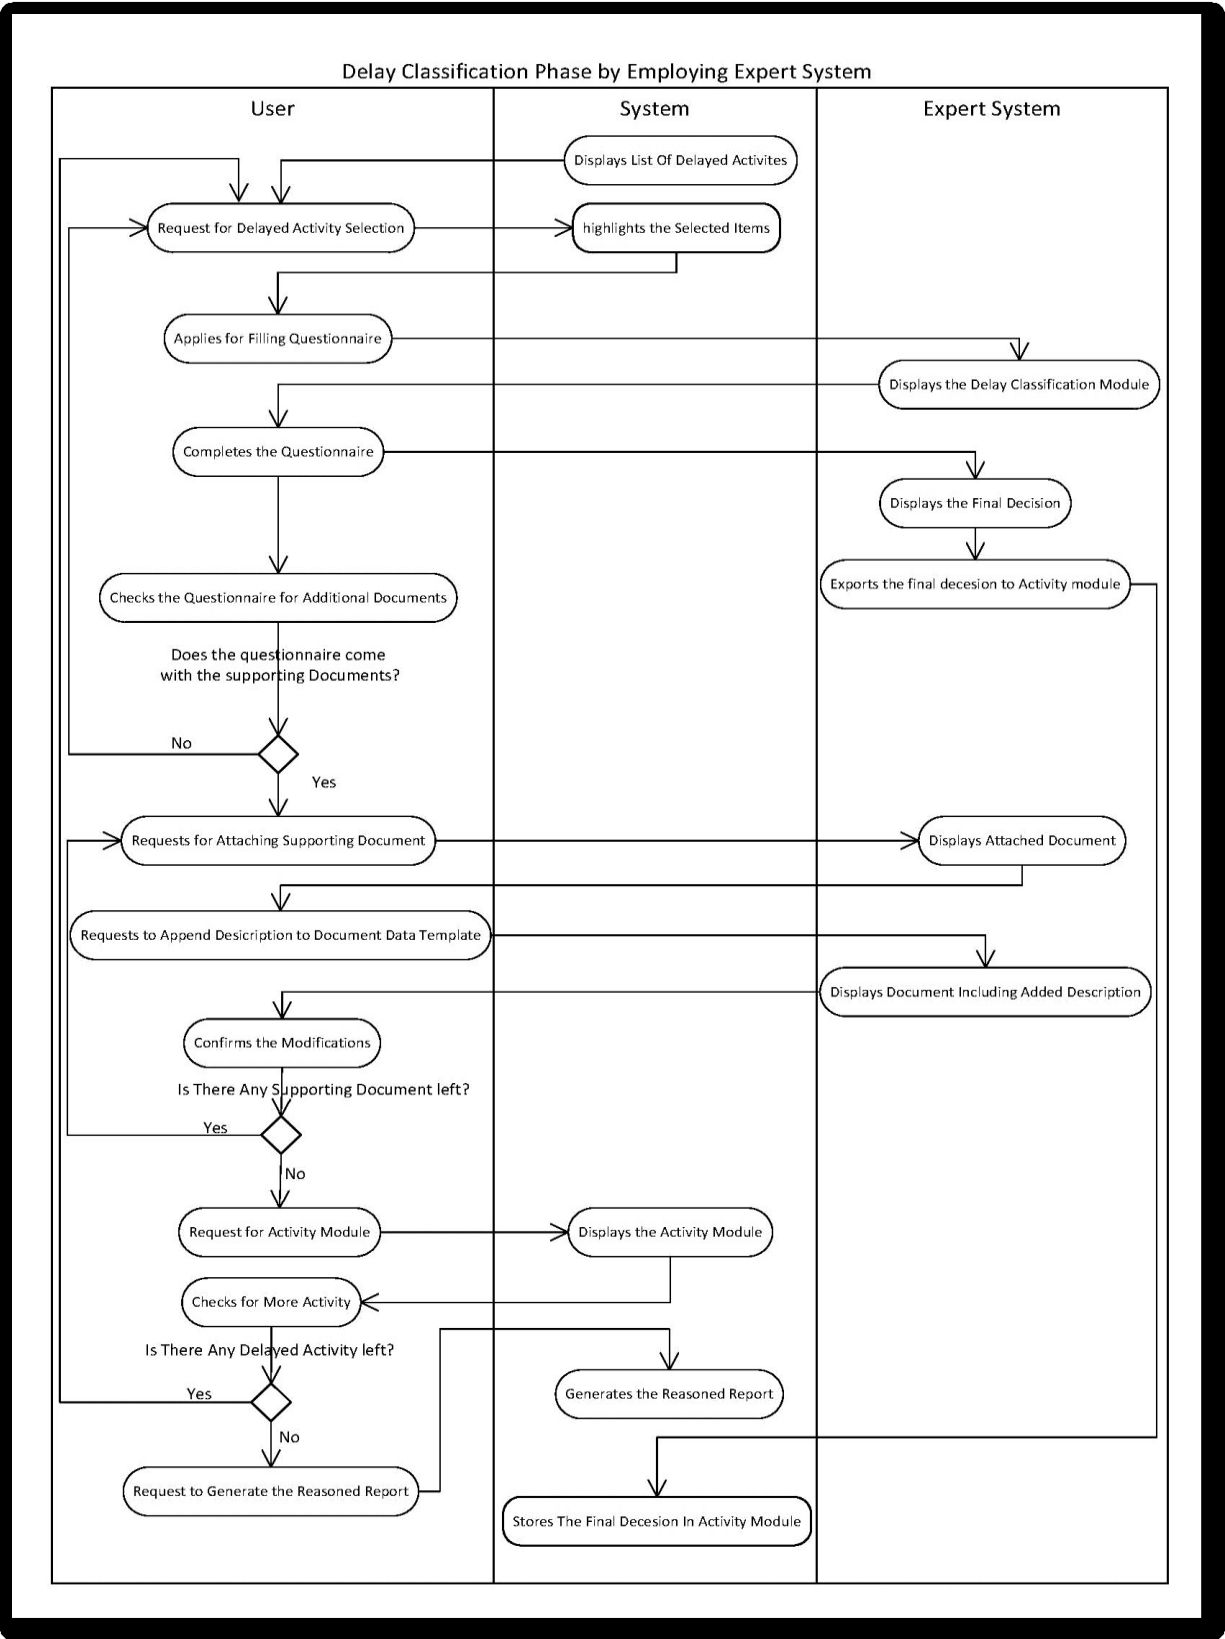 Delay Classification Phase by Employing Expert System
User
System
Expert System
Displays List Of Delayed Activites
Request for Delayed Activity Selection
highlights the Selected Items
Applies for Filling Questionnaire
Displays the Delay Classification Module
Completes the Questionnaire
Displays the Final Decision
Exports the final decesion to Activity module
Checks the Questionnaire for Additional Documents
Does the questionnaire come
with the supporting Documents?
No
Yes
Requests for Attaching Supporting Document
Displays Attached Document
Requests to Append Desicription to Document Data Template
Displays Document Including Added Description
Confirms the Modifications
Is There Any Supporting Document left?
Yes
No
Request for Activity Module
Displays the Activity Module
Checks for More Activity
Is There Any Delayed Activity left?
Yes
Generates the Reasoned Report
No
Request to Generate the Reasoned Report
Stores The Final Decesion In Activity Module